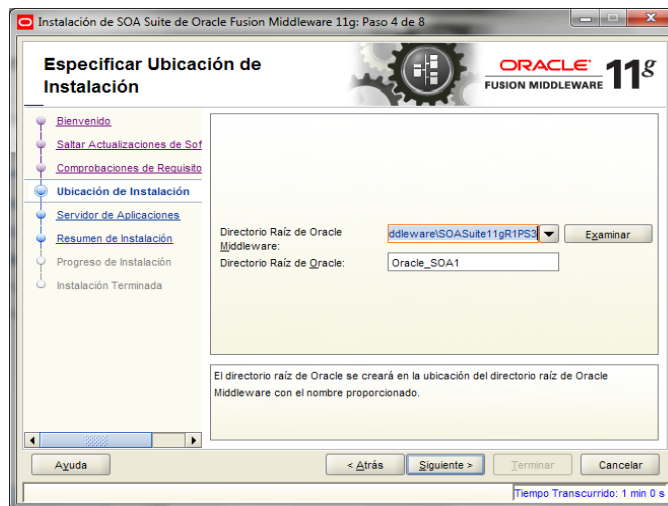 Instalación de SOA Suite de Oracle Fusion Middleware 11g: Paso 4 de 8
Especificar Ubicación de
Instalación
ORACLE
FUSION MIDDLEWARE
11g
Bienvenido
Saltar Actualizaciones de Sof
Comprobaciones de Requisito
Ubicación de Instalación
Servidor de Aplicaciones
Resumen de Instalación
Progreso de Instalación
Instalación Terminada
Directorio Raíz de Oracle
Middleware:
ddleware\SOASuite11gR1PS3
Examinar
Directorio Raíz de Oracle:
Oracle_SOA1
El directorio raíz de Oracle se creará en la ubicación del directorio raíz de Oracle
Middleware con el nombre proporcionado.
Ayuda
< Atrás
Siguiente >
Terminar
Cancelar
Tiempo Transcurrido: 1 min 0 s